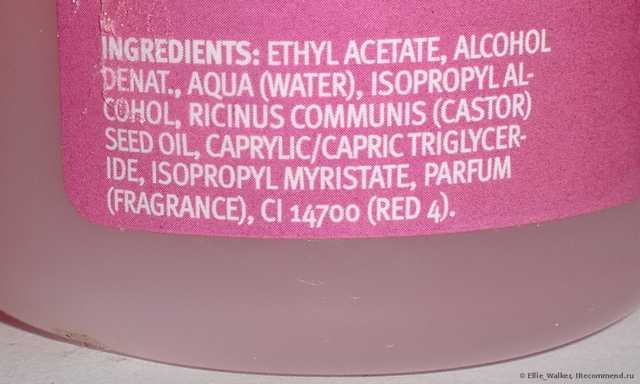 INGREDIENTS: ETHYL ACETATE, ALCOHOL
DENAT., AQUA (WATER), ISOPROPYL AL-
COHOL, RICINUS COMMUNIS (CASTOR)
SEED OIL, CAPRYLIC/CAPRIC TRIGLYCER-
IDE, ISOPROPYL MYRISTATE, PARFUM
(FRAGRANCE), CI 14700 (RED 4).
© Ellie_Walker, IRecommend.ru